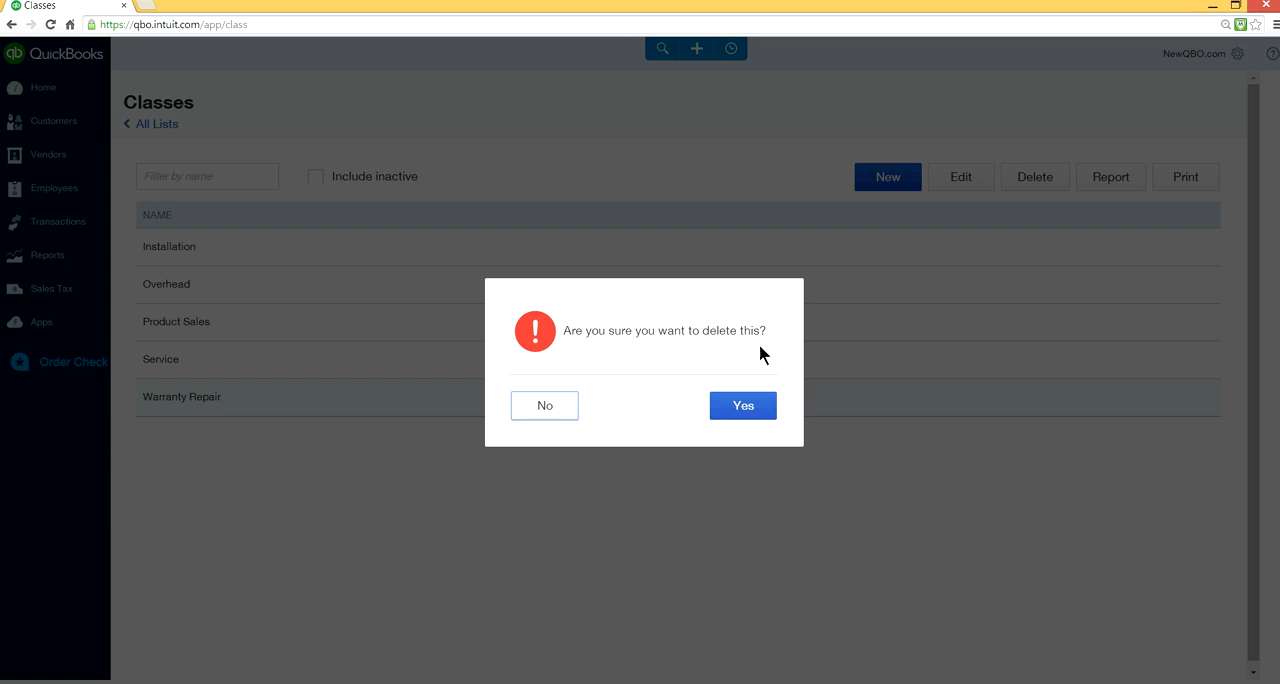 Classes
https://qbo.intuit.com/app/class
qb QuickBooks
NewQBO.com
Home
Customers
Vendors
Employees
Transactions
Reports
Sales Tax
Apps
Order Check
Classes
All Lists
Filter by name
Include inactive
New Edit Delete Report Print
NAME
Installation
Overhead
Product Sales
Service
Warranty Repair
Are you sure you want to delete this?
No Yes